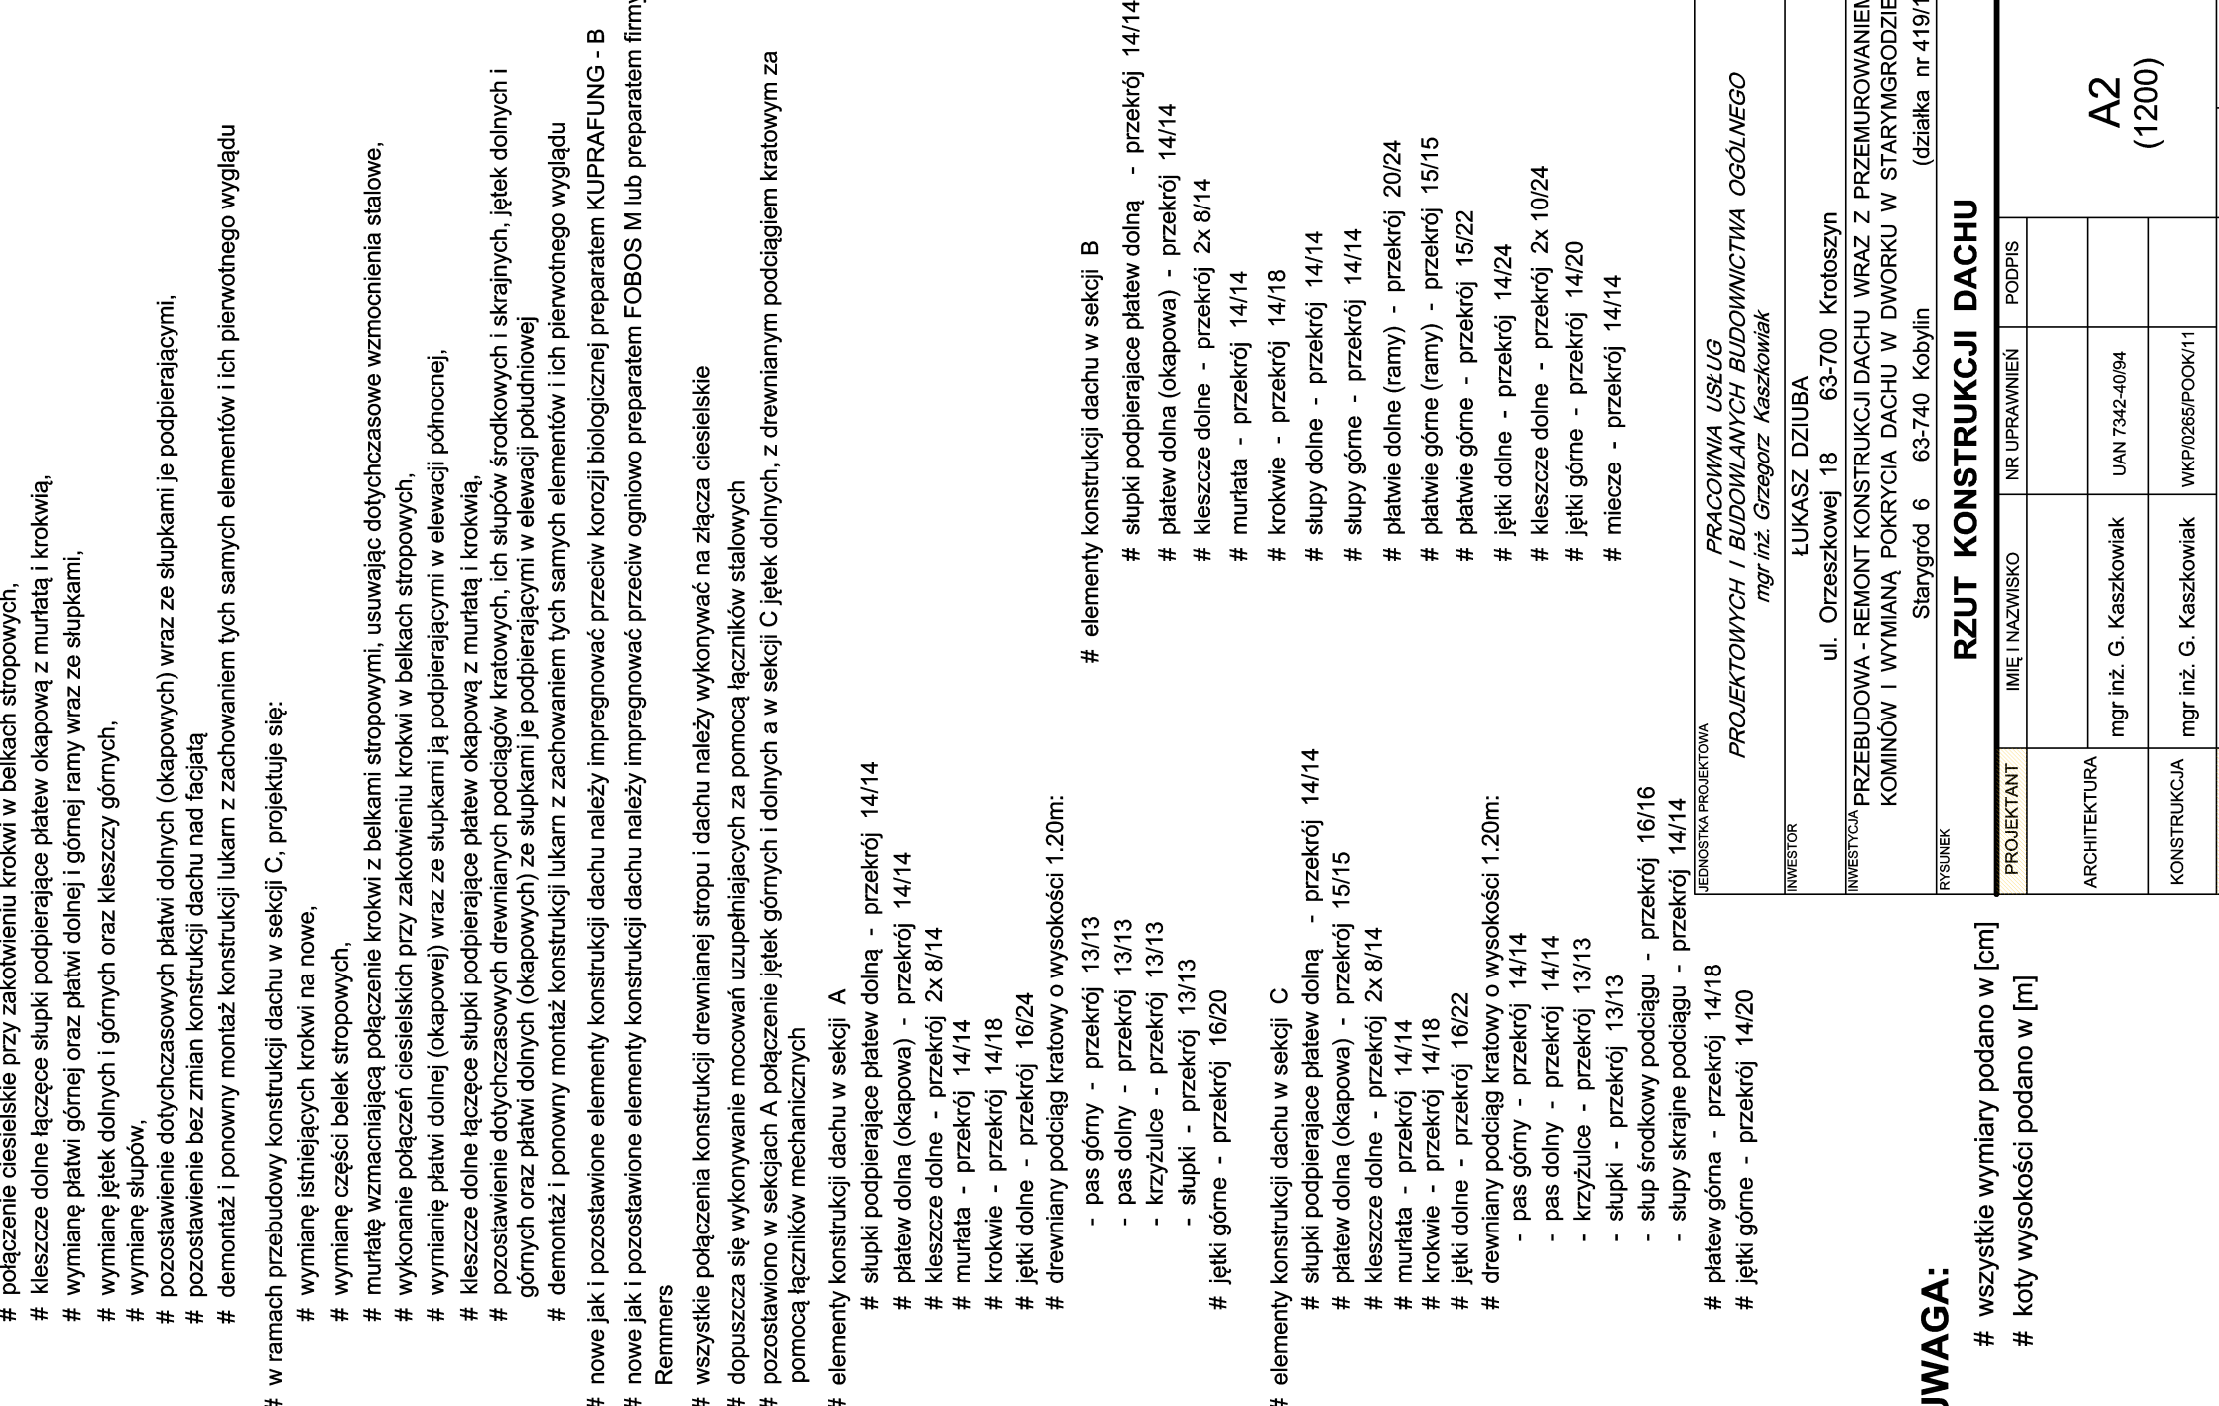 # połączenie ciesielskie przy zakotwieniu krokwi w belkach stropowych,
# kleszcze dolne łączęce słupki podpierające płatew okapową z murłatą i krokwią,
# wymianę płatwi górnej oraz płatwi dolnej i górnej ramy wraz ze słupkami,
# wymianę jętek dolnych i górnych oraz kleszczy górnych,
# wymianę słupów,
# pozostawienie dotychczasowych płatwi dolnych (okapowych) wraz ze słupkami je podpierającymi,
# pozostawienie bez zmian konstrukcji dachu nad facjatą
# demontaż i ponowny montaż konstrukcji lukarn z zachowaniem tych samych elementów i ich pierwotnego wyglądu
# w ramach przebudowy konstrukcji dachu w sekcji C, projektuje się:
# wymianę istniejących krokwi na nowe,
# wymianę części belek stropowych,
# murłatę wzmacniającą połączenie krokwi z belkami stropowymi, usuwając dotychczasowe wzmocnienia stalowe,
# wykonanie połączeń ciesielskich przy zakotwieniu krokwi w belkach stropowych,
# wymianię płatwi dolnej (okapowej) wraz ze słupkami ją podpierającymi w elewacji północnej,
# kleszcze dolne łączęce słupki podpierające płatew okapową z murłatą i krokwią,
# pozostawienie dotychczasowych drewnianych podciągów kratowych, ich słupów środkowych i skrajnych, jętek dolnych i
górnych oraz płatwi dolnych (okapowych) ze słupkami je podpierającymi w elewacji południowej
# demontaż i ponowny montaż konstrukcji lukarn z zachowaniem tych samych elementów i ich pierwotnego wyglądu
# nowe jak i pozostawione elementy konstrukcji dachu należy impregnować przeciw korozji biologicznej preparatem KUPRAFUNG - B
# nowe jak i pozostawione elementy konstrukcji dachu należy impregnować przeciw ogniowo preparatem FOBOS M lub preparatem firmy
Remmers
# wszystkie połączenia konstrukcji drewnianej stropu i dachu należy wykonywać na złącza ciesielskie
# dopuszcza się wykonywanie mocowań uzupełniajacych za pomocą łączników stalowych
# pozostawiono w sekcjach A połączenie jętek górnych i dolnych a w sekcji C jętek dolnych, z drewnianym podciągiem kratowym za
pomocą łączników mechanicznych
# elementy konstrukcji dachu w sekcji A
# słupki podpierające płatew dolną - przekrój 14/14
# płatew dolna (okapowa) - przekrój 14/14
# kleszcze dolne - przekrój 2x 8/14
# murłata - przekrój 14/14
# krokwie - przekrój 14/18
# jętki dolne - przekrój 16/24
# drewniany podciąg kratowy o wysokości 1.20m:
- pas górny - przekrój 13/13
- pas dolny - przekrój 13/13
- krzyżulce - przekrój 13/13
- słupki - przekrój 13/13
# jętki górne - przekrój 16/20
# elementy konstrukcji dachu w sekcji B
# słupki podpierajace płatew dolną - przekrój 14/14
# płatew dolna (okapowa) - przekrój 14/14
# kleszcze dolne - przekrój 2x 8/14
# murłata - przekrój 14/14
# krokwie - przekrój 14/18
# słupy dolne - przekrój 14/14
# słupy górne - przekrój 14/14
# płatwie dolne (ramy) - przekrój 20/24
# płatwie górne (ramy) - przekrój 15/15
# płatwie górne - przekrój 15/22
# jętki dolne - przekrój 14/24
# kleszcze dolne - przekrój 2x 10/24
# jętki górne - przekrój 14/20
# miecze - przekrój 14/14
# elementy konstrukcji dachu w sekcji C
# słupki podpierajace płatew dolną - przekrój 14/14
# płatew dolna (okapowa) - przekrój 15/15
# kleszcze dolne - przekrój 2x 8/14
# murłata - przekrój 14/14
# krokwie - przekrój 14/18
# jętki dolne - przekrój 16/22
# drewniany podciąg kratowy o wysokości 1.20m:
- pas górny - przekrój 14/14
- pas dolny - przekrój 14/14
- krzyżulce - przekrój 13/13
- słupki - przekrój 13/13
- słup środkowy podciągu - przekrój 16/16
- słupy skrajne podciągu - przekrój 14/14
# płatew górna - przekrój 14/18
# jętki górne - przekrój 14/20
UWAGA:
# wszystkie wymiary podano w [cm]
# koty wysokości podano w [m]
JEDNOSTKA PROJEKTOWA
PRACOWNIA USŁUG
PROJEKTOWYCH I BUDOWLANYCH BUDOWNICTWA OGÓLNEGO
mgr inż. Grzegorz Kaszkowiak
INWESTOR
ŁUKASZ DZIUBA
ul. Orzeszkowej 18 63-700 Krotoszyn
INWESTYCJA
PRZEBUDOWA - REMONT KONSTRUKCJI DACHU WRAZ Z PRZEMUROWANIEM
KOMINÓW I WYMIANĄ POKRYCIA DACHU W DWORKU W STARYMGRODZIE
Starygród 6 63-740 Kobylin (działka nr 419/1
RYSUNEK
RZUT KONSTRUKCJI DACHU
PROJEKTANT IMIĘ I NAZWISKO NR UPRAWNIEŃ PODPIS
ARCHITEKTURA mgr inż. G. Kaszkowiak UAN 7342-40/94
KONSTRUKCJA mgr inż. G. Kaszkowiak WKP/0265/POOK/11
A2
(1200)